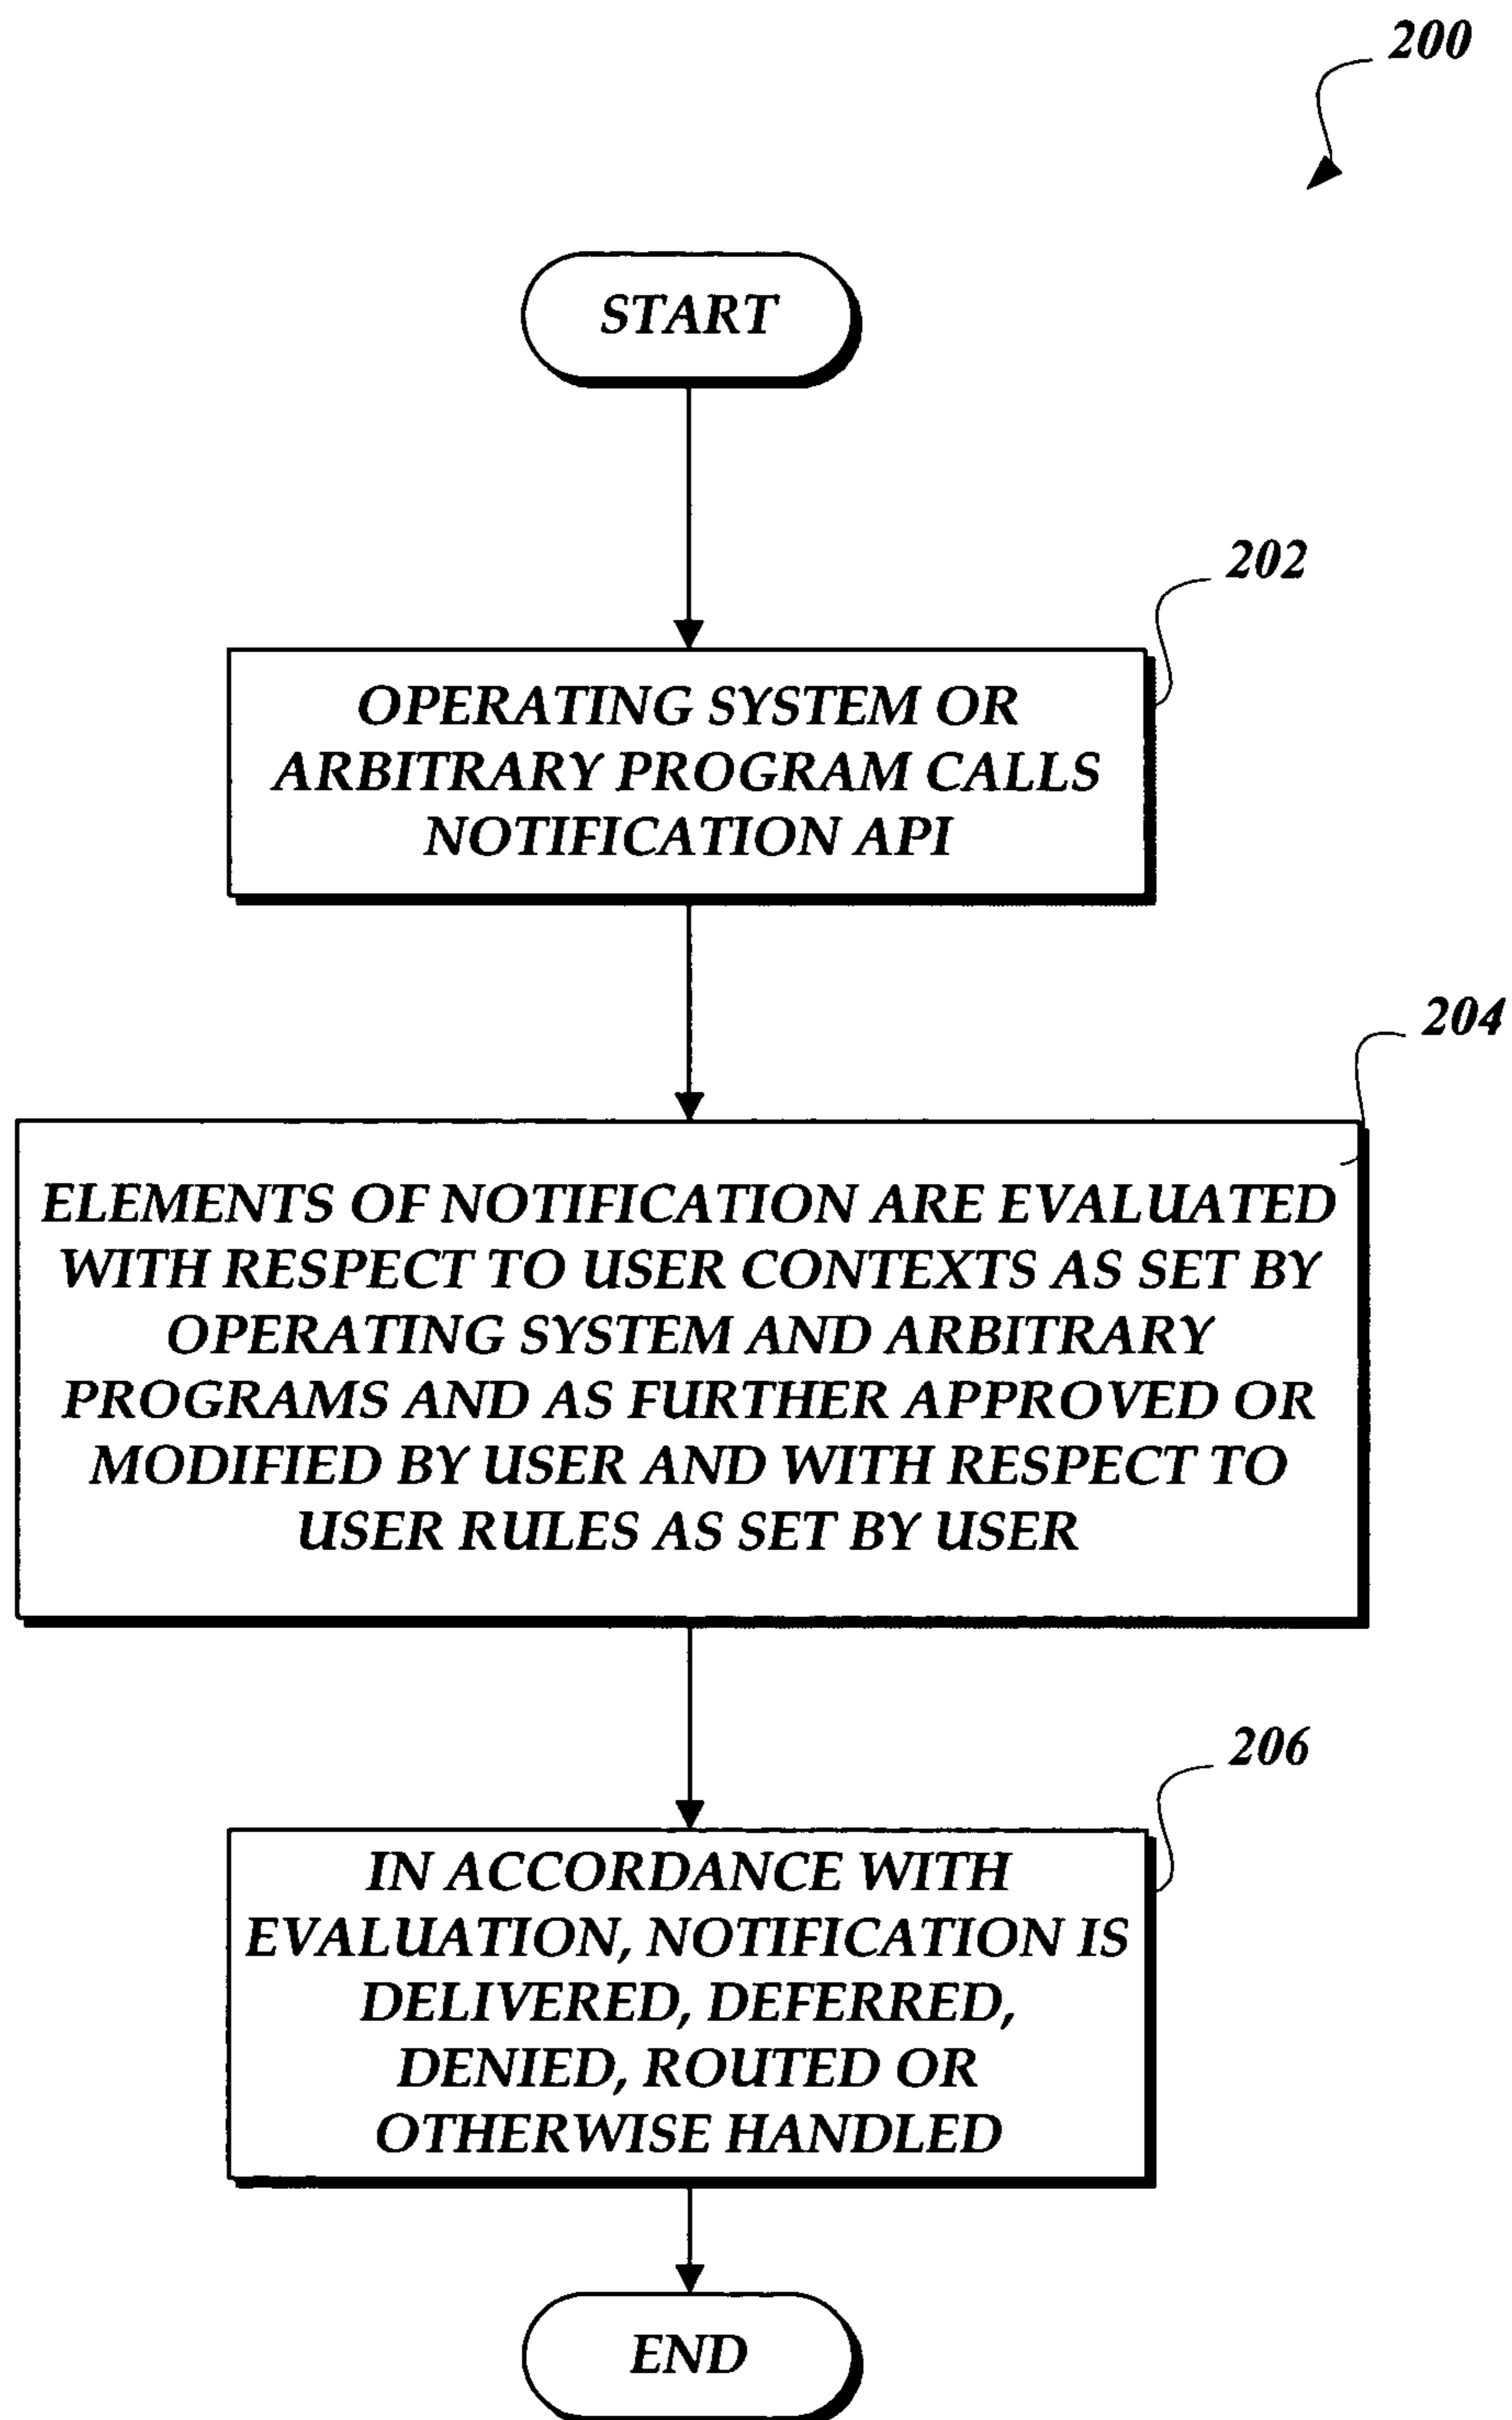 200
START
202
OPERATING SYSTEM OR
ARBITRARY PROGRAM CALLS
NOTIFICATION API
204
ELEMENTS OF NOTIFICATION ARE EVALUATED
WITH RESPECT TO USER CONTEXTS AS SET BY
OPERATING SYSTEM AND ARBITRARY
PROGRAMS AND AS FURTHER APPROVED OR
MODIFIED BY USER AND WITH RESPECT TO
USER RULES AS SET BY USER
206
IN ACCORDANCE WITH
EVALUATION, NOTIFICATION IS
DELIVERED, DEFERRED,
DENIED, ROUTED OR
OTHERWISE HANDLED
END